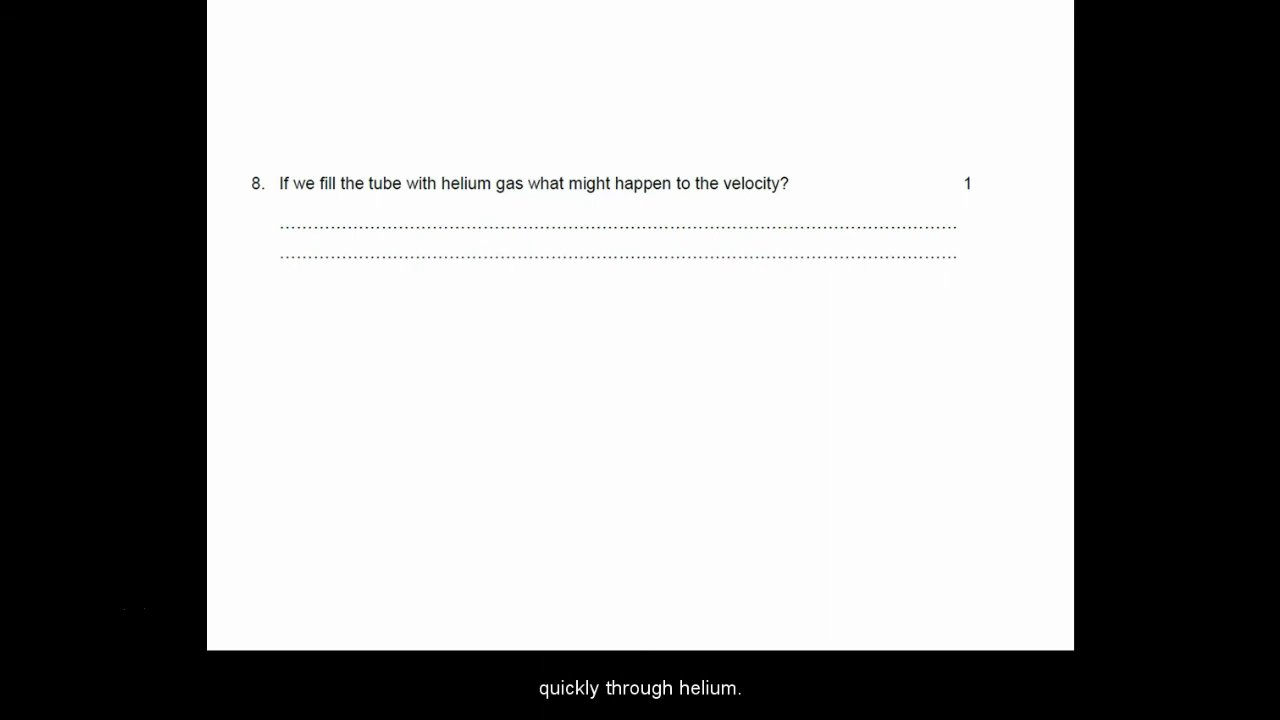 8. If we fill the tube with helium gas what might happen to the velocity? 1
quickly through helium.